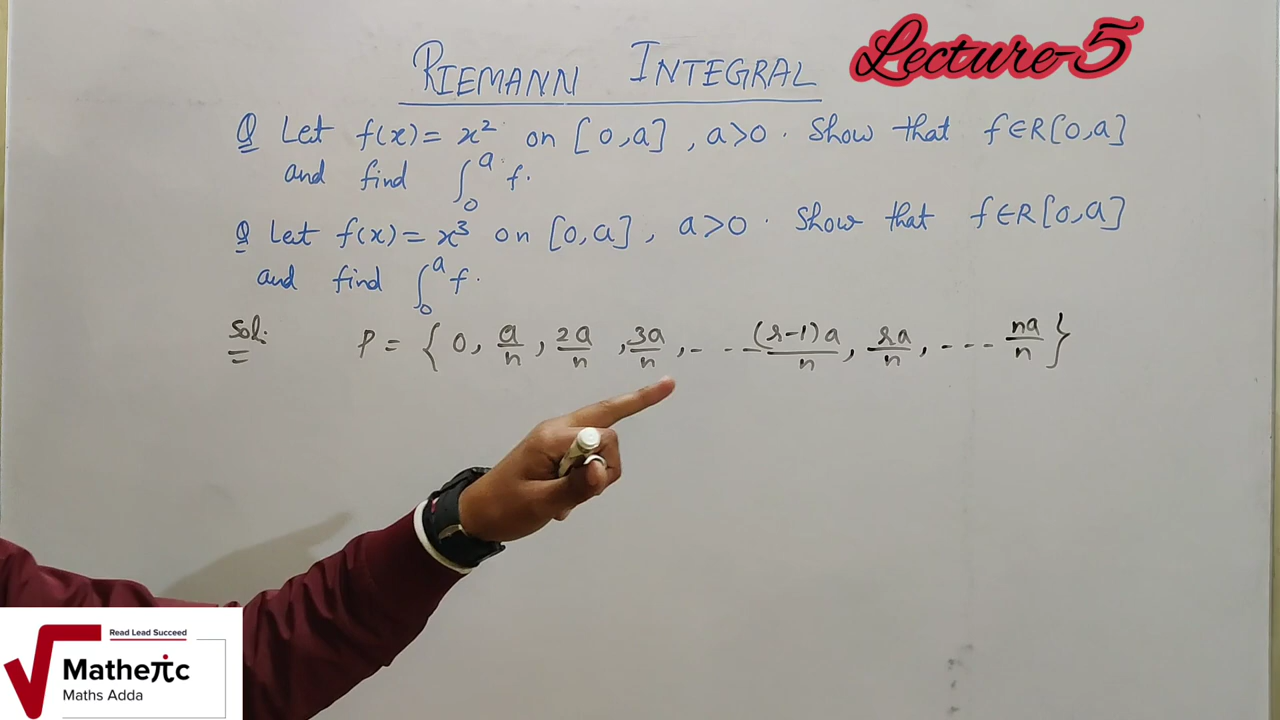 RIEMANN INTEGRAL
Lecture-5
Q Let f(x) = x² on [0,a], a>0. Show that f∈R[0,a]
and find ∫₀ᵃ f.
Q Let f(x) = x³ on [0,a], a>0. Show that f∈R[0,a]
and find ∫₀ᵃ f.
Sol: P = { 0, a/n, 2a/n, 3a/n, - - - (r-1)a/n, ra/n, - - - - na/n }
Read Lead Succeed
Matheπc
Maths Adda